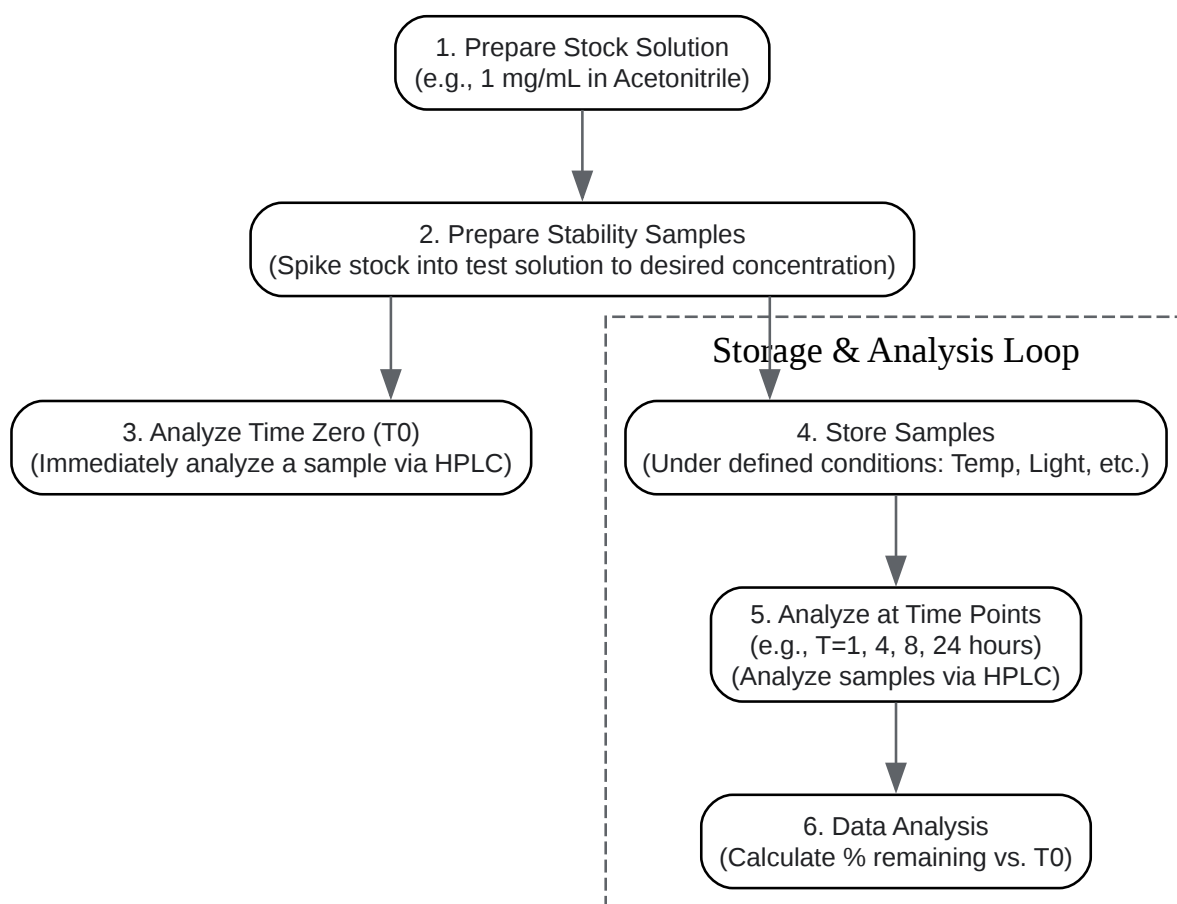 1. Prepare Stock Solution
(e.g., 1 mg/mL in Acetonitrile)
2. Prepare Stability Samples
(Spike stock into test solution to desired concentration)
Storage & Analysis Loop
3. Analyze Time Zero (T0)
(Immediately analyze a sample via HPLC)
4. Store Samples
(Under defined conditions: Temp, Light, etc.)
5. Analyze at Time Points
(e.g., T=1, 4, 8, 24 hours)
(Analyze samples via HPLC)
6. Data Analysis
(Calculate % remaining vs. T0)